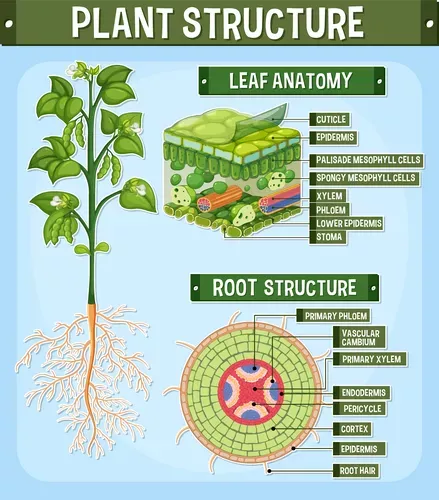 PLANT STRUCTURE
LEAF ANATOMY
CUTICLE
EPIDERMIS
PALISADE MESOPHYLL CELLS
SPONGY MESOPHYLL CELLS
XYLEM
PHLOEM
LOWER EPIDERMIS
STOMA
ROOT STRUCTURE
PRIMARY PHLOEM
VASCULAR
CAMBIUM
PRIMARY XYLEM
ENDODERMIS
PERICYCLE
CORTEX
EPIDERMIS
ROOT HAIR